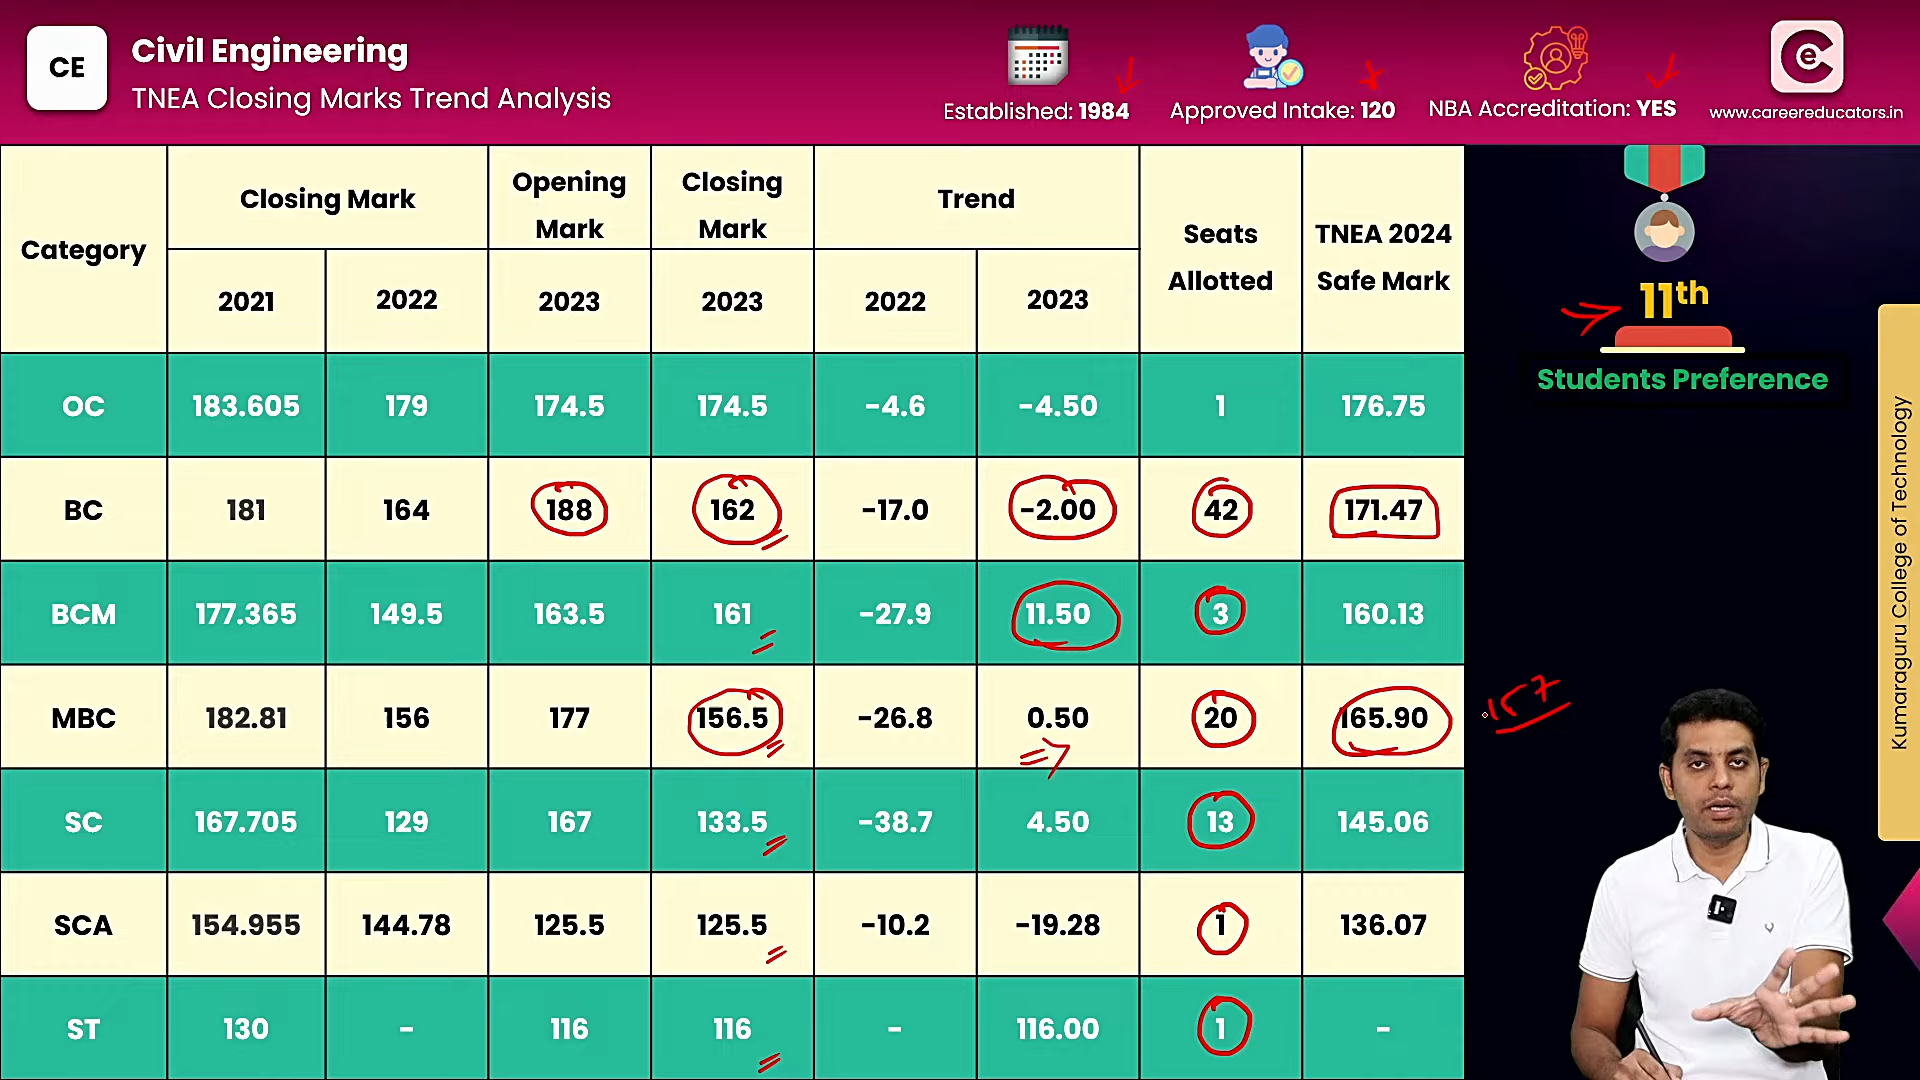 CE
Civil Engineering
TNEA Closing Marks Trend Analysis
Established: 1984
Approved Intake: 120
NBA Accreditation: YES
e
www.careereducators.in
Category
Closing Mark
Opening Mark
Closing Mark
Trend
Seats Allotted
TNEA 2024 Safe Mark
2021 2022 2023 2023 2022 2023
OC 183.605 179 174.5 174.5 -4.6 -4.50 1 176.75
BC 181 164 188 162 -17.0 -2.00 42 171.47
BCM 177.365 149.5 163.5 161 -27.9 11.50 3 160.13
MBC 182.81 156 177 156.5 -26.8 0.50 20 165.90
SC 167.705 129 167 133.5 -38.7 4.50 13 145.06
SCA 154.955 144.78 125.5 125.5 -10.2 -19.28 1 136.07
ST 130 - 116 116 - 116.00 1 -
11th
Students Preference
157
Kumaraguru College of Technology